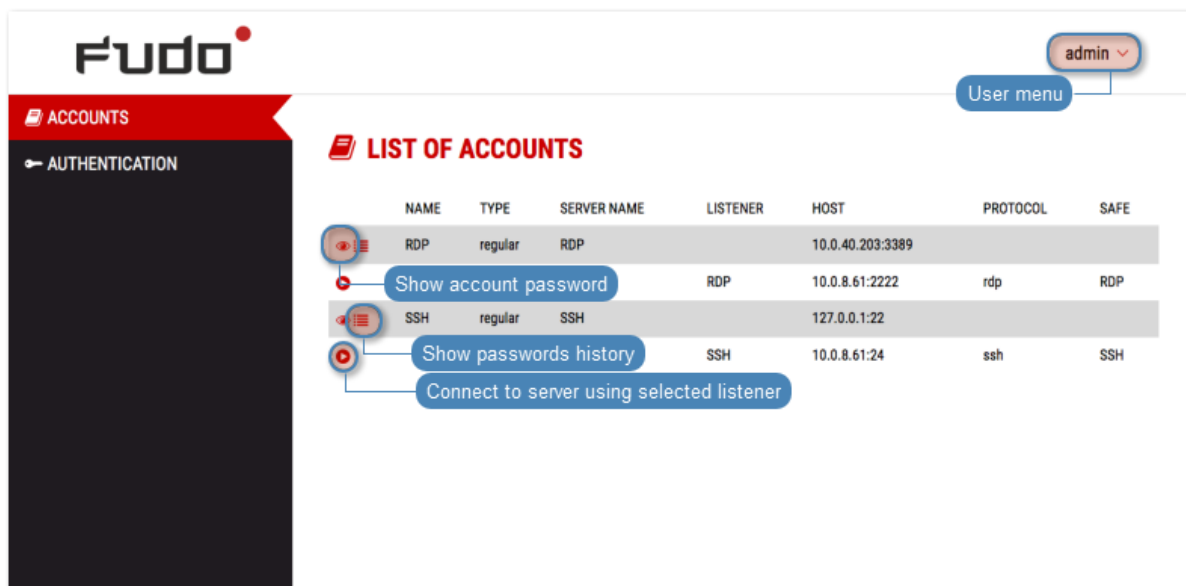 Fudo
admin
User menu
ACCOUNTS
AUTHENTICATION
LIST OF ACCOUNTS
NAME TYPE SERVER NAME LISTENER HOST PROTOCOL SAFE
RDP regular RDP 10.0.40.203:3389
Show account password
RDP 10.0.8.61:2222 rdp RDP
SSH regular SSH 127.0.0.1:22
Show passwords history
SSH 10.0.8.61:24 ssh SSH
Connect to server using selected listener